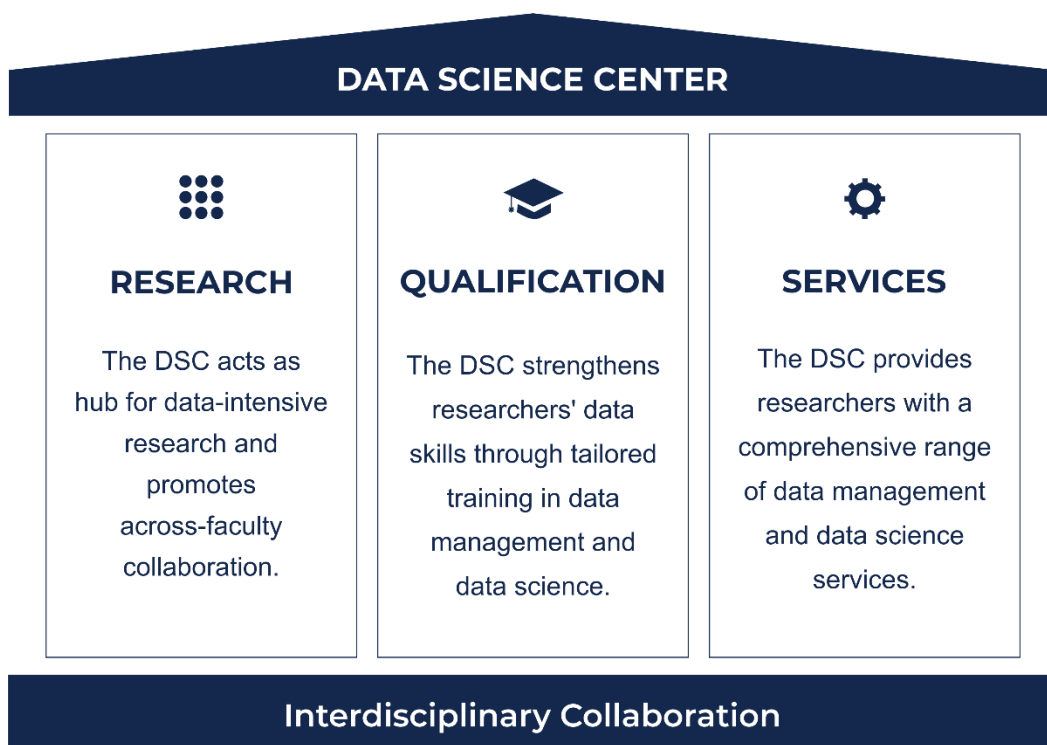 DATA SCIENCE CENTER
RESEARCH
The DSC acts as
hub for data-intensive
research and
promotes
across-faculty
collaboration.
QUALIFICATION
The DSC strengthens
researchers' data
skills through tailored
training in data
management and
data science.
SERVICES
The DSC provides
researchers with a
comprehensive range
of data management
and data science
services.
Interdisciplinary Collaboration